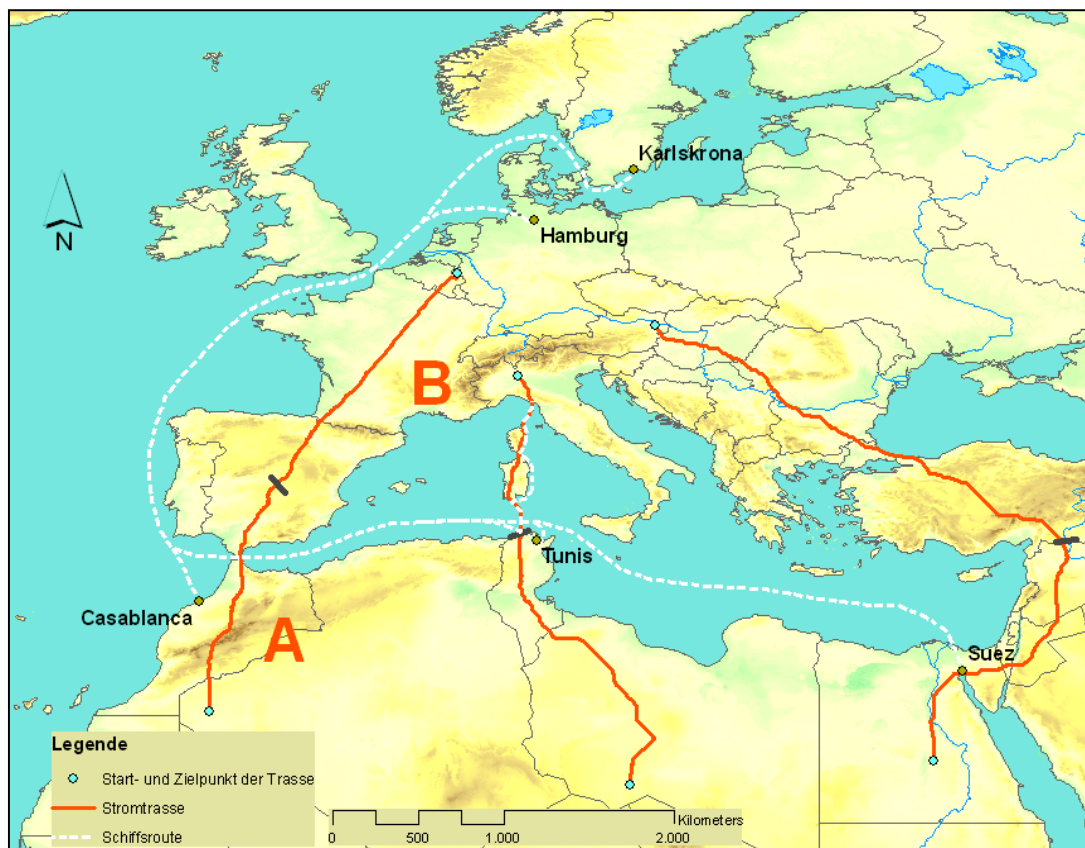 Karlskrona
Hamburg
N
B
Tunis
Casablanca
A
Suez
Legende
Start- und Zielpunkt der Trasse
Stromtrasse
Schiffsroute
Kilometers
0 500 1.000 2.000